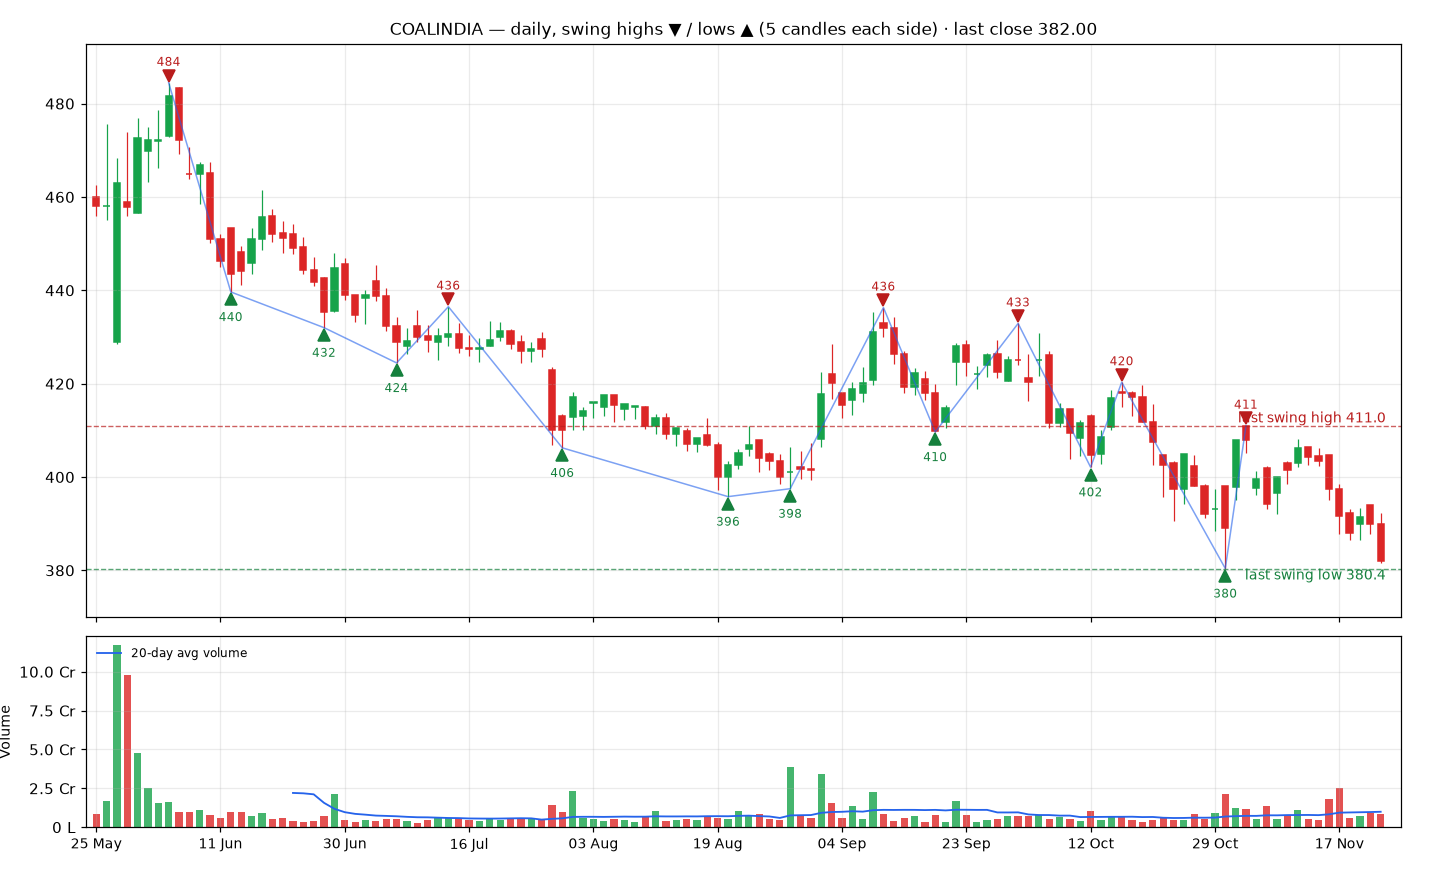 COALINDIA — daily, swing highs ▼ / lows ▲ (5 candles each side) · last close 382.00
484
480
460
440
436
436
433
440
432
424
420
420
411
last swing high 411.0
410
406
402
400
398
396
380
last swing low 380.4
380
Volume
20-day avg volume
10.0 Cr
7.5 Cr
5.0 Cr
2.5 Cr
0 L
25 May 11 Jun 30 Jun 16 Jul 03 Aug 19 Aug 04 Sep 23 Sep 12 Oct 29 Oct 17 Nov